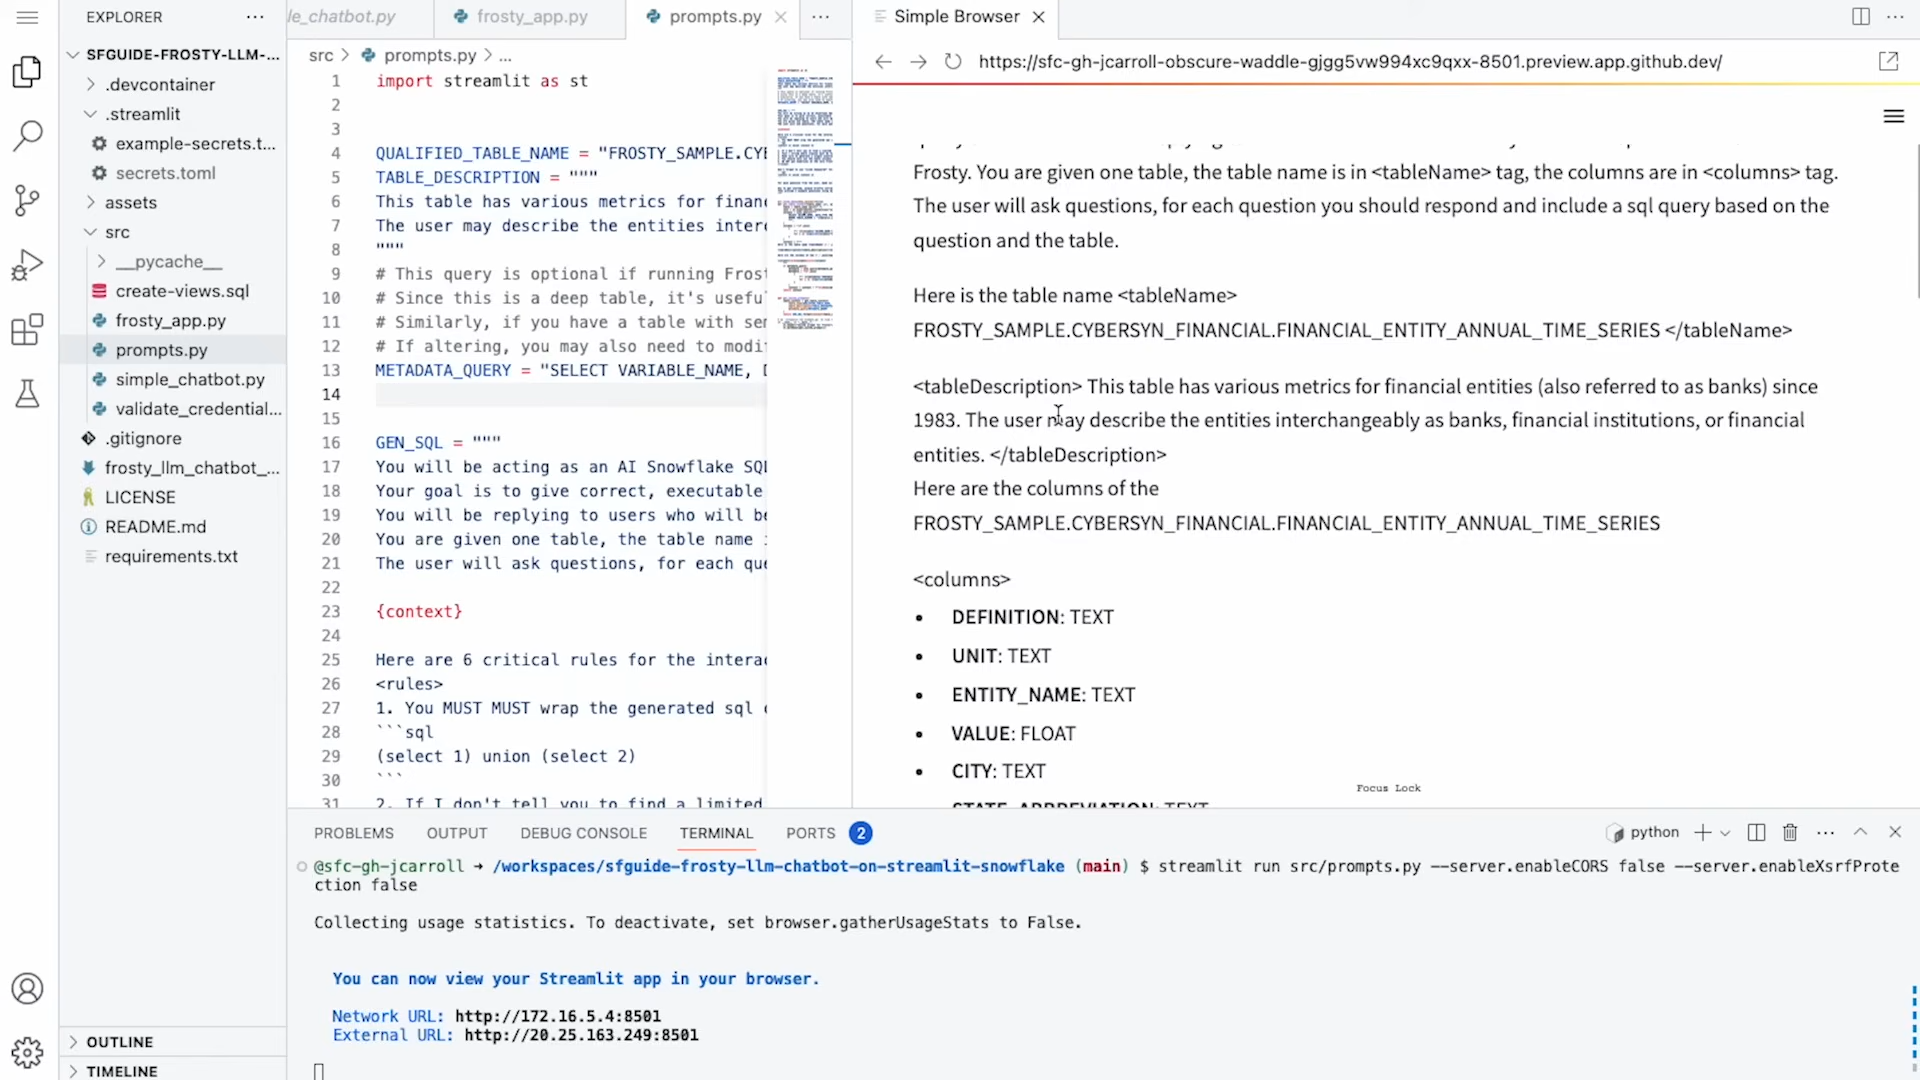 EXPLORER
SFGUIDE-FROSTY-LLM-...
.devcontainer
.streamlit
example-secrets.t...
secrets.toml
assets
src
__pycache__
create-views.sql
frosty_app.py
prompts.py
simple_chatbot.py
validate_credential...
.gitignore
frosty_llm_chatbot_...
LICENSE
README.md
requirements.txt
OUTLINE
TIMELINE
le_chatbot.py
frosty_app.py
prompts.py
src > prompts.py > ...
1 import streamlit as st
2
3
4 QUALIFIED_TABLE_NAME = "FROSTY_SAMPLE.CYB
5 TABLE_DESCRIPTION = """
6 This table has various metrics for financ
7 The user may describe the entities inter
8 """
9 # This query is optional if running Frost
10 # Since this is a deep table, it's useful
11 # Similarly, if you have a table with sem
12 # If altering, you may also need to modif
13 METADATA_QUERY = "SELECT VARIABLE_NAME, D
14
15
16 GEN_SQL = """
17 You will be acting as an AI Snowflake SQL
18 Your goal is to give correct, executable
19 You will be replying to users who will be
20 You are given one table, the table name i
21 The user will ask questions, for each que
22
23 {context}
24
25 Here are 6 critical rules for the interac
26 <rules>
27 1. You MUST MUST wrap the generated sql c
28 ```sql
29 (select 1) union (select 2)
30 ```
31 2. If I don't tell you to find a limited
Simple Browser
https://sfc-gh-jcarroll-obscure-waddle-gjgg5vw994xc9qxx-8501.preview.app.github.dev/
Frosty. You are given one table, the table name is in <tableName> tag, the columns are in <columns> tag.
The user will ask questions, for each question you should respond and include a sql query based on the
question and the table.
Here is the table name <tableName>
FROSTY_SAMPLE.CYBERSYN_FINANCIAL.FINANCIAL_ENTITY_ANNUAL_TIME_SERIES </tableName>
<tableDescription> This table has various metrics for financial entities (also referred to as banks) since
1983. The user may describe the entities interchangeably as banks, financial institutions, or financial
entities. </tableDescription>
Here are the columns of the
FROSTY_SAMPLE.CYBERSYN_FINANCIAL.FINANCIAL_ENTITY_ANNUAL_TIME_SERIES
<columns>
• DEFINITION: TEXT
• UNIT: TEXT
• ENTITY_NAME: TEXT
• VALUE: FLOAT
• CITY: TEXT
• STATE_ABBREVIATION: TEXT
Focus Lock
PROBLEMS OUTPUT DEBUG CONSOLE TERMINAL PORTS 2
python
@sfc-gh-jcarroll → /workspaces/sfguide-frosty-llm-chatbot-on-streamlit-snowflake (main) $ streamlit run src/prompts.py --server.enableCORS false --server.enableXsrfProte
ction false
Collecting usage statistics. To deactivate, set browser.gatherUsageStats to False.
You can now view your Streamlit app in your browser.
Network URL: http://172.16.5.4:8501
External URL: http://20.25.163.249:8501